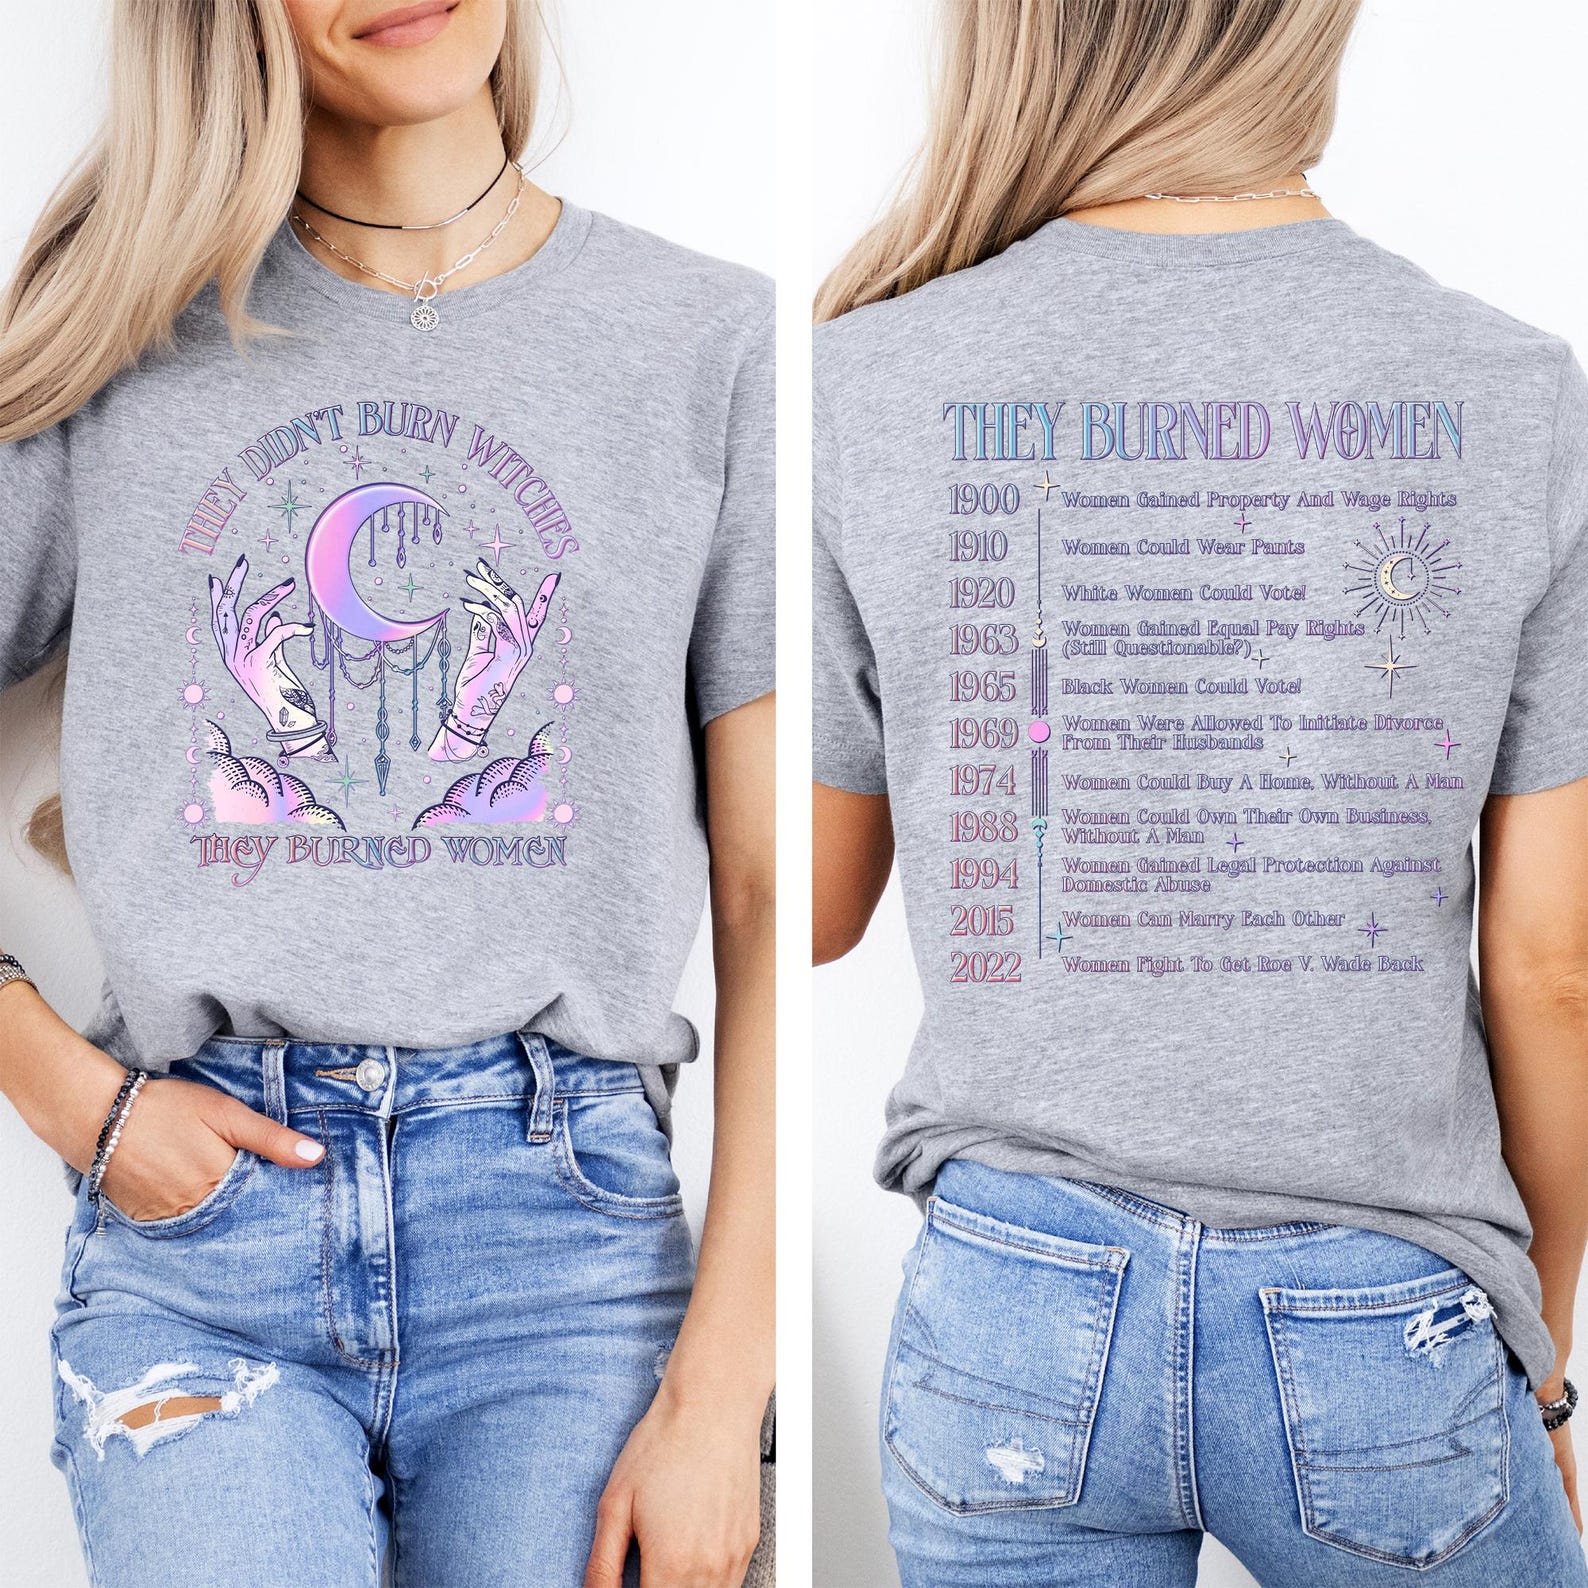 THEY DIDN'T BURN WITCHES
THEY BURNED WOMEN
THEY BURNED WOMEN
1900 Women Gained Property And Wage Rights
1910 Women Could Wear Pants
1920 White Women Could Vote!
1963 Women Gained Equal Pay Rights
(Still Questionable?)
1965 Black Women Could Vote!
1969 Women Were Allowed To Initiate Divorce
From Their Husbands
1974 Women Could Buy A Home, Without A Man
1988 Women Could Own Their Own Business,
Without A Man
1994 Women Gained Legal Protection Against
Domestic Abuse
2015 Women Can Marry Each Other
2022 Women Fight To Get Roe V. Wade Back